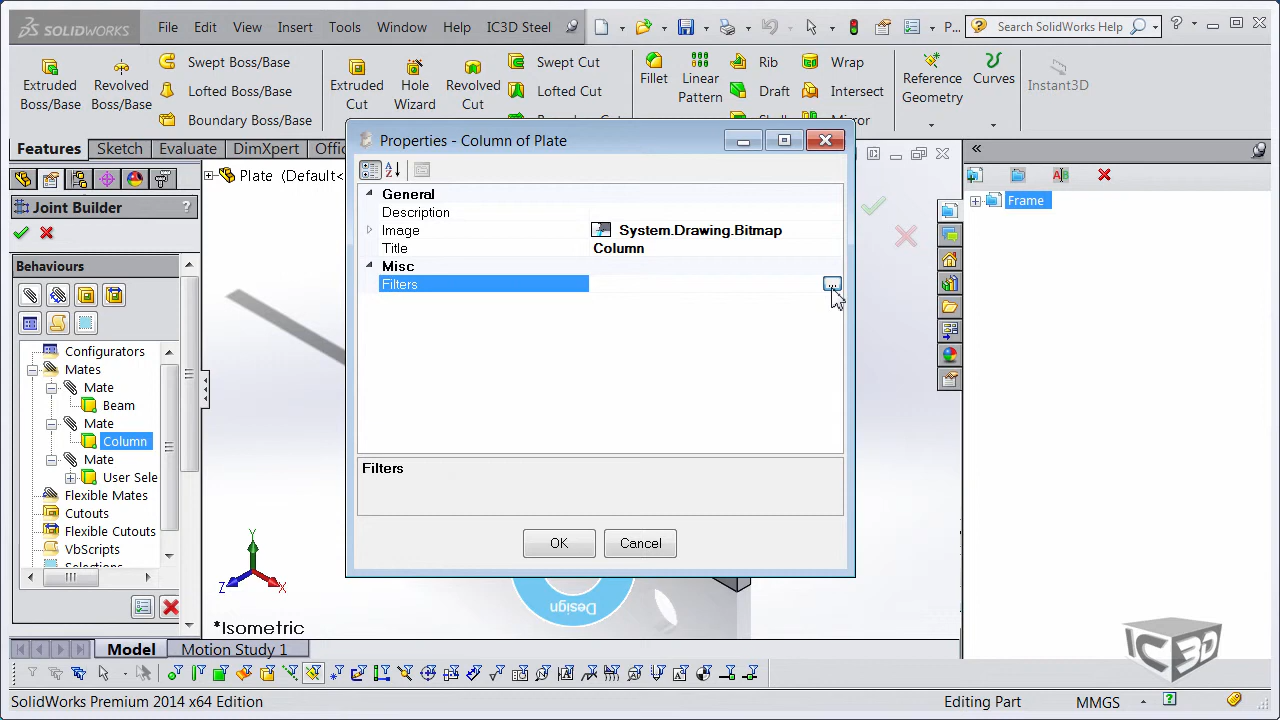 SOLIDWORKS File Edit View Insert Tools Window Help IC3D Steel P... Search SolidWorks Help ?
Extruded Boss/Base
Revolved Boss/Base
Swept Boss/Base
Lofted Boss/Base
Boundary Boss/Base
Extruded Cut
Hole Wizard
Revolved Cut
Swept Cut
Lofted Cut
Fillet
Linear Pattern
Rib
Draft
Wrap
Intersect
Mirror
Reference Geometry
Curves
Instant3D
Features Sketch Evaluate DimXpert Offi
Plate (Default<
Joint Builder ?
Behaviours
Configurators
Mates
Mate
Beam
Mate
Column
Mate
User Sele
Flexible Mates
Cutouts
Flexible Cutouts
VbScripts
Selections
Properties - Column of Plate
General
Description
Image System.Drawing.Bitmap
Title Column
Misc
Filters ...
Filters
OK Cancel
Frame
Design
Y
Z X
*Isometric
IC3D
Model Motion Study 1
SolidWorks Premium 2014 x64 Edition Editing Part MMGS